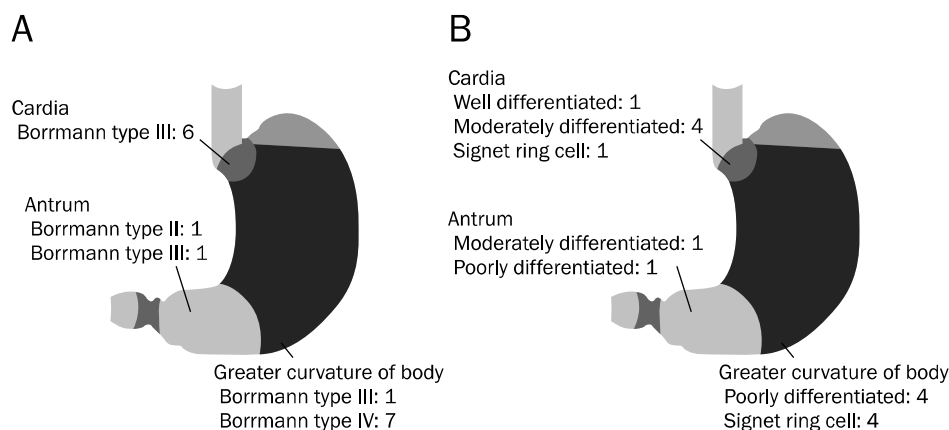 A
Cardia
Borrmann type III: 6
Antrum
Borrmann type II: 1
Borrmann type III: 1
Greater curvature of body
Borrmann type III: 1
Borrmann type IV: 7
B
Cardia
Well differentiated: 1
Moderately differentiated: 4
Signet ring cell: 1
Antrum
Moderately differentiated: 1
Poorly differentiated: 1
Greater curvature of body
Poorly differentiated: 4
Signet ring cell: 4